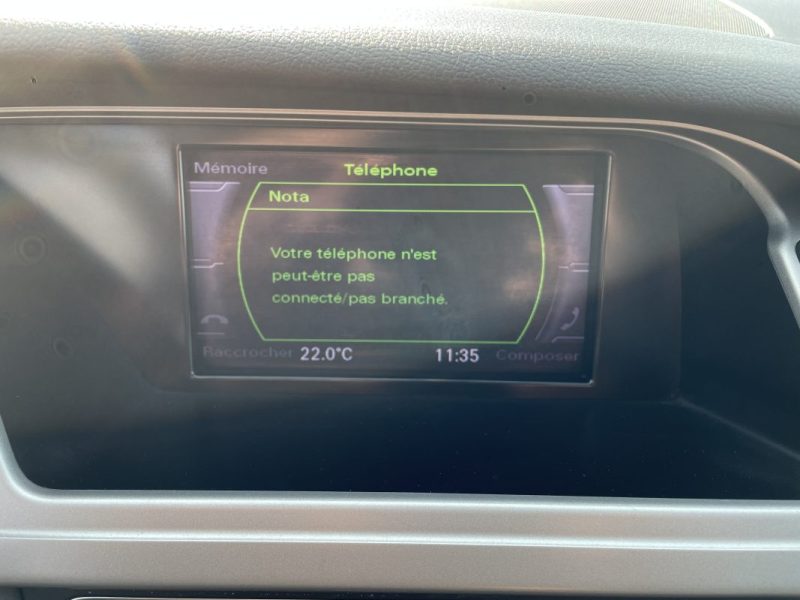 Mémoire
Téléphone
Nota
Votre téléphone n'est
peut-être pas
connecté/pas branché.
Raccrocher 22.0°C 11:35 Composer